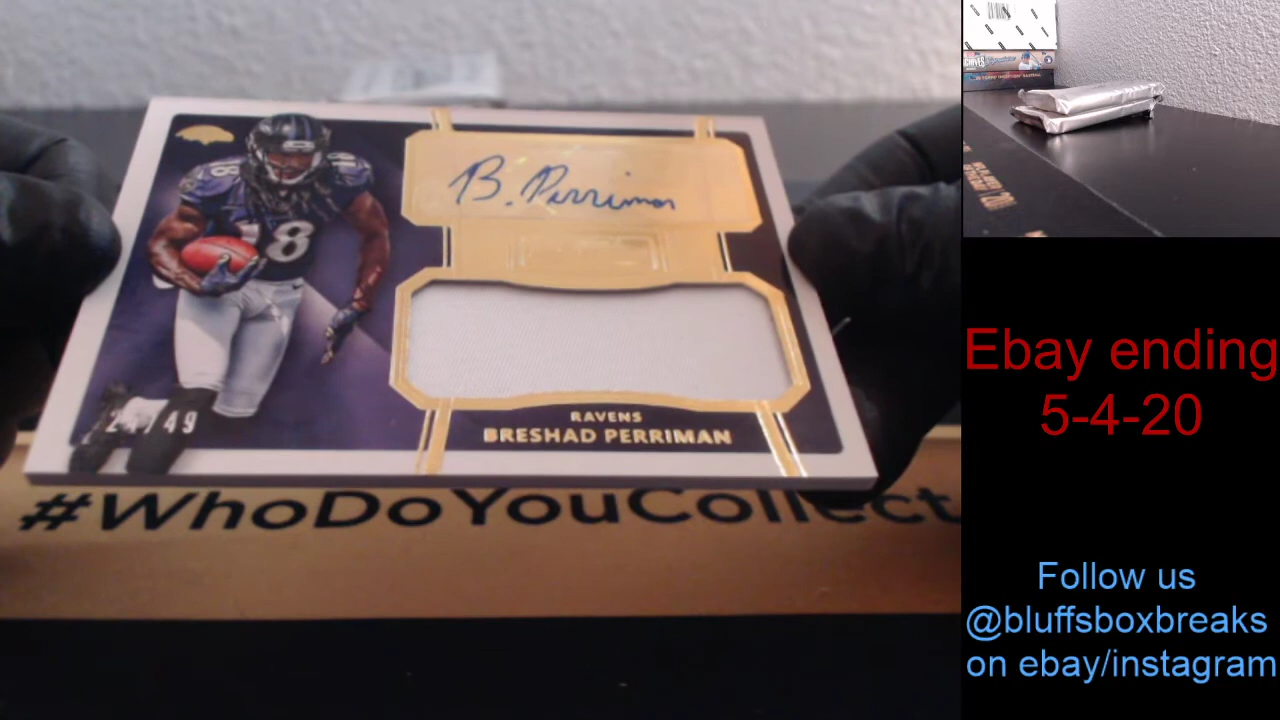 B. Perriman
18
18
RAVENS
BRESHAD PERRIMAN
/49
#WhoDoYouCollect
Ebay ending
5-4-20
Follow us
@bluffsboxbreaks
on ebay/instagram